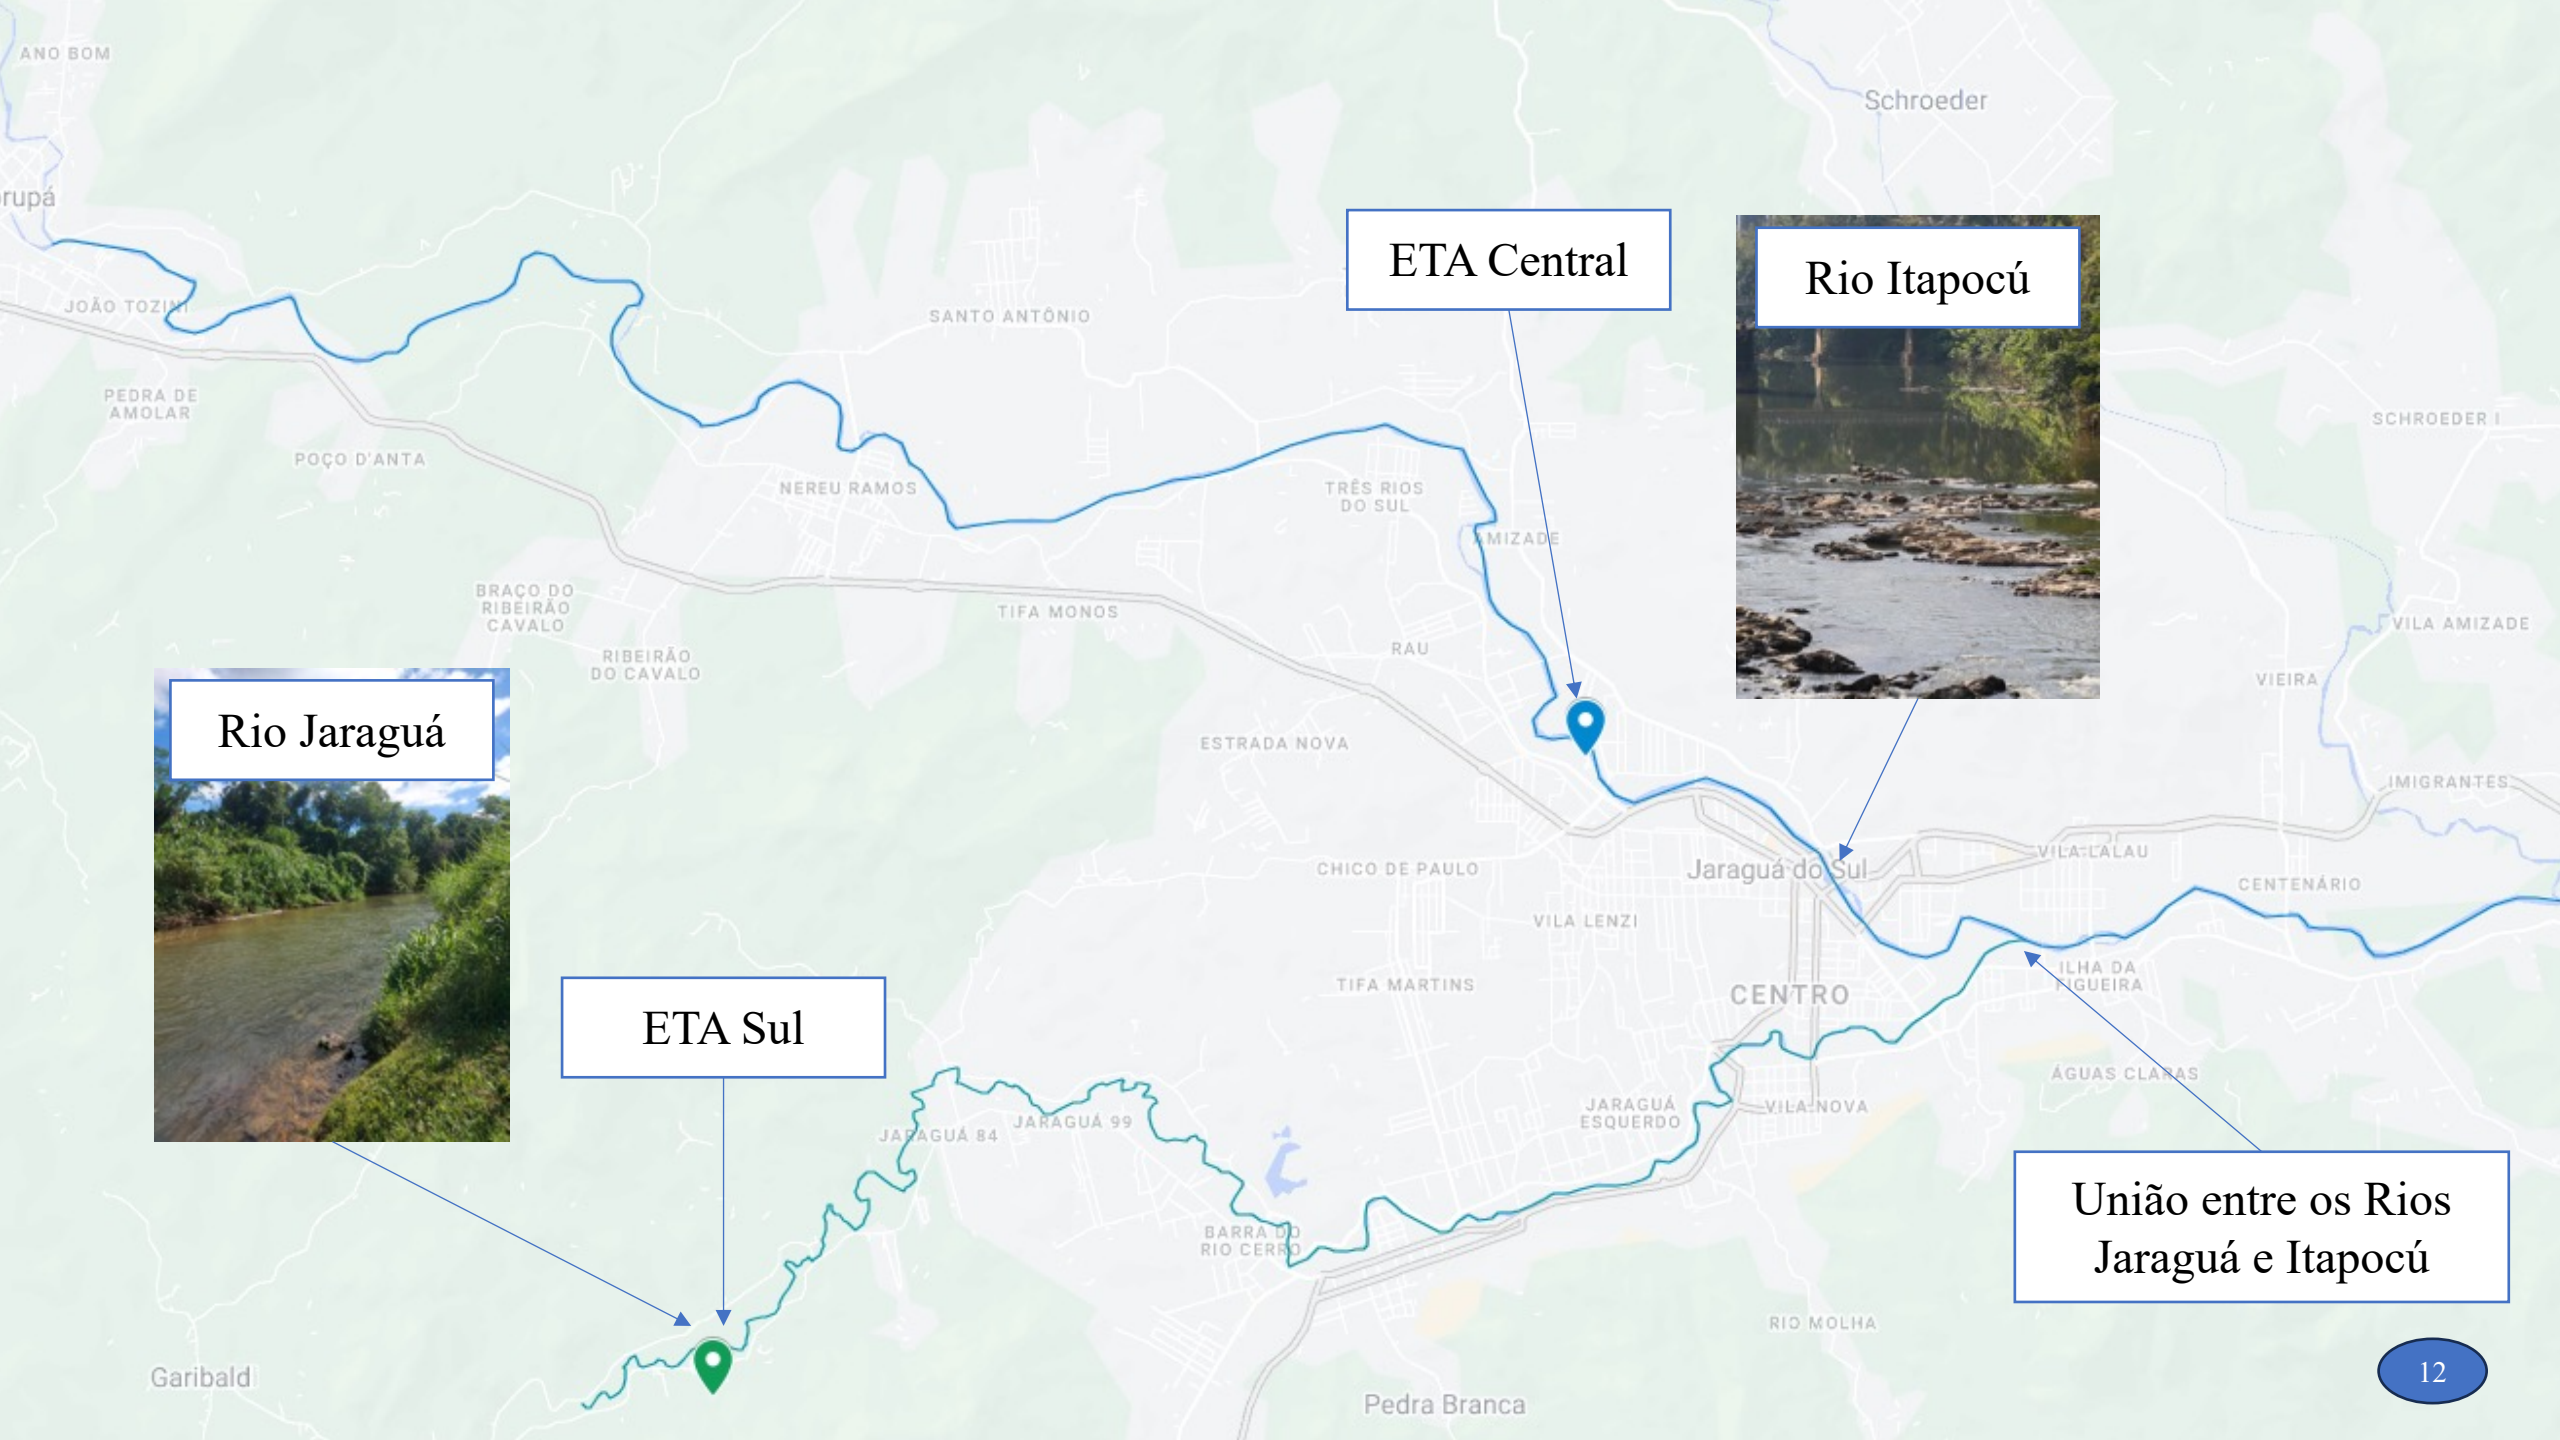 ANO BOM
Schroeder
rupá
ETA Central
Rio Itapocú
JOÃO TOZINI
SANTO ANTÔNIO
PEDRA DE
AMOLAR
SCHROEDER I
POÇO D'ANTA
NEREU RAMOS
TRÊS RIOS
DO SUL
AMIZADE
BRAÇO DO
RIBEIRÃO
CAVALO
TIFA MONOS
VILA AMIZADE
RAU
RIBEIRÃO
DO CAVALO
VIEIRA
Rio Jaraguá
ESTRADA NOVA
IMIGRANTES
VILA LALAU
CHICO DE PAULO
Jaraguá do Sul
CENTENÁRIO
VILA LENZI
ILHA DA
FIGUEIRA
TIFA MARTINS
CENTRO
ETA Sul
ÁGUAS CLARAS
JARAGUÁ
ESQUERDO
VILA NOVA
JARAGUÁ 99
JARAGUÁ 84
União entre os Rios
Jaraguá e Itapocú
BARRA DO
RIO CERRO
RIO MOLHA
Garibald
Pedra Branca
12